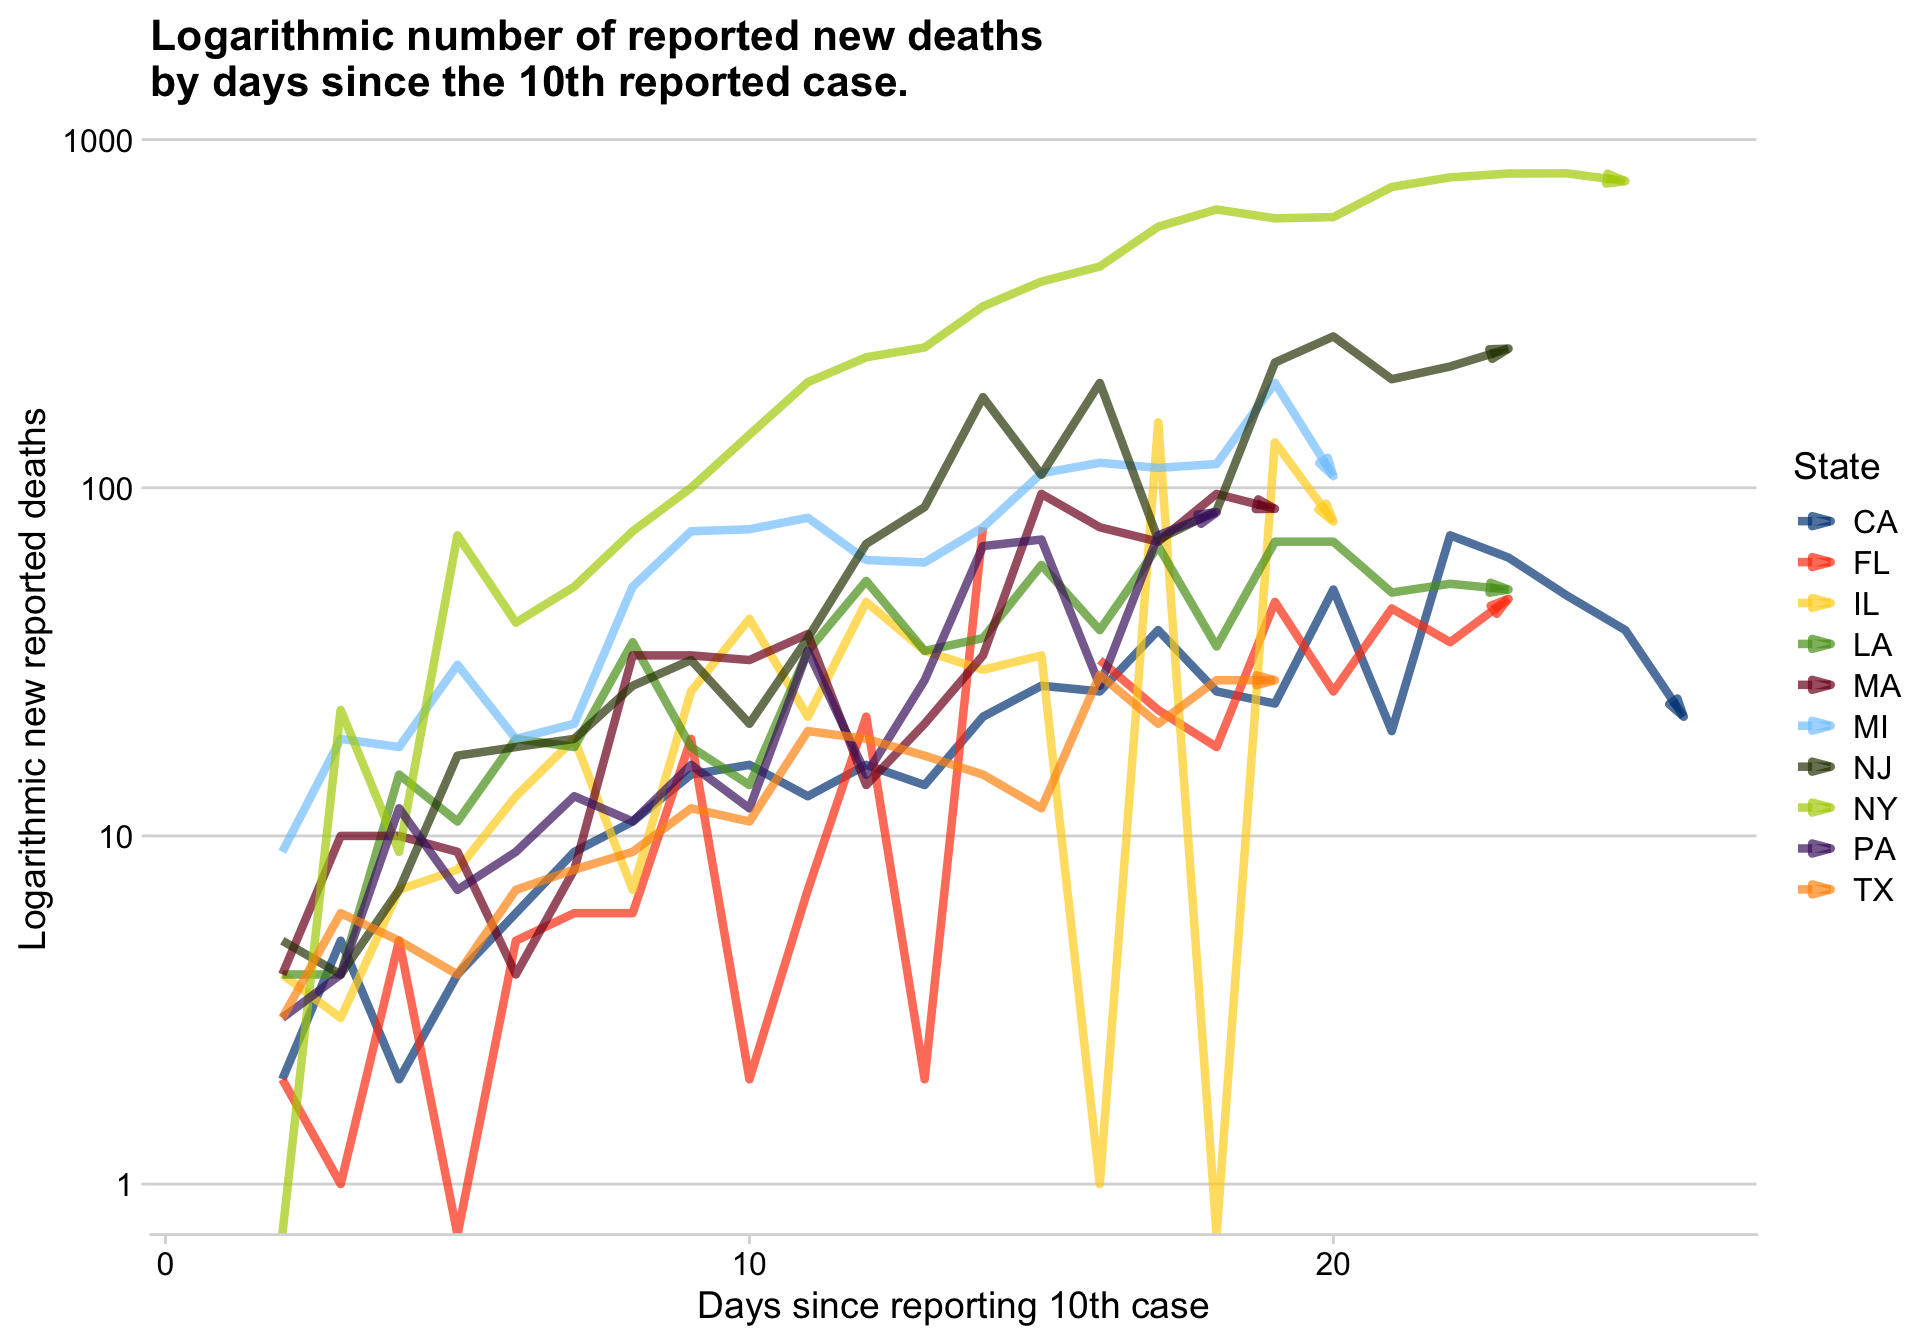 Logarithmic number of reported new deaths
by days since the 10th reported case.
1000
100
10
1
Logarithmic new reported deaths
0
10
20
Days since reporting 10th case
State
CA
FL
IL
LA
MA
MI
NJ
NY
PA
TX